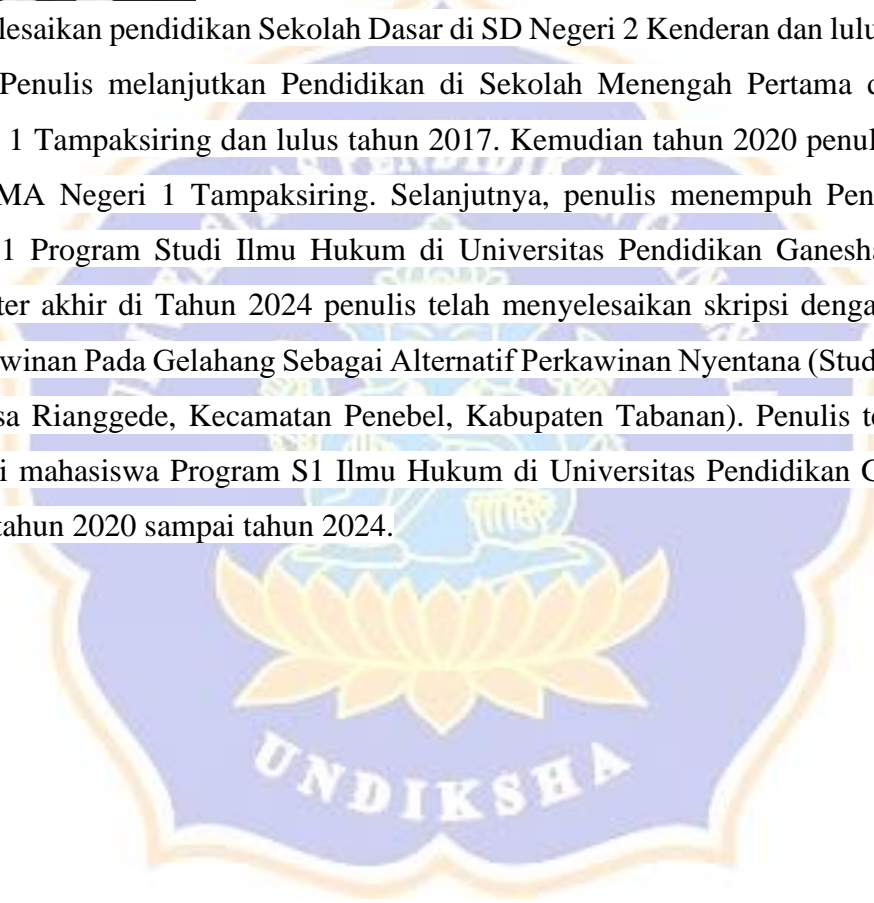 lesaikan pendidikan Sekolah Dasar di SD Negeri 2 Kenderan dan lulu
Penulis melanjutkan Pendidikan di Sekolah Menengah Pertama d
1 Tampaksiring dan lulus tahun 2017. Kemudian tahun 2020 penul
MA Negeri 1 Tampaksiring. Selanjutnya, penulis menempuh Pen
1 Program Studi Ilmu Hukum di Universitas Pendidikan Ganesha
ter akhir di Tahun 2024 penulis telah menyelesaikan skripsi denga
winan Pada Gelahang Sebagai Alternatif Perkawinan Nyentana (Stud
sa Rianggede, Kecamatan Penebel, Kabupaten Tabanan). Penulis te
i mahasiswa Program S1 Ilmu Hukum di Universitas Pendidikan G
tahun 2020 sampai tahun 2024.
UNIVERSITAS PENDIDIKAN GANESHA
UNDIKSHA